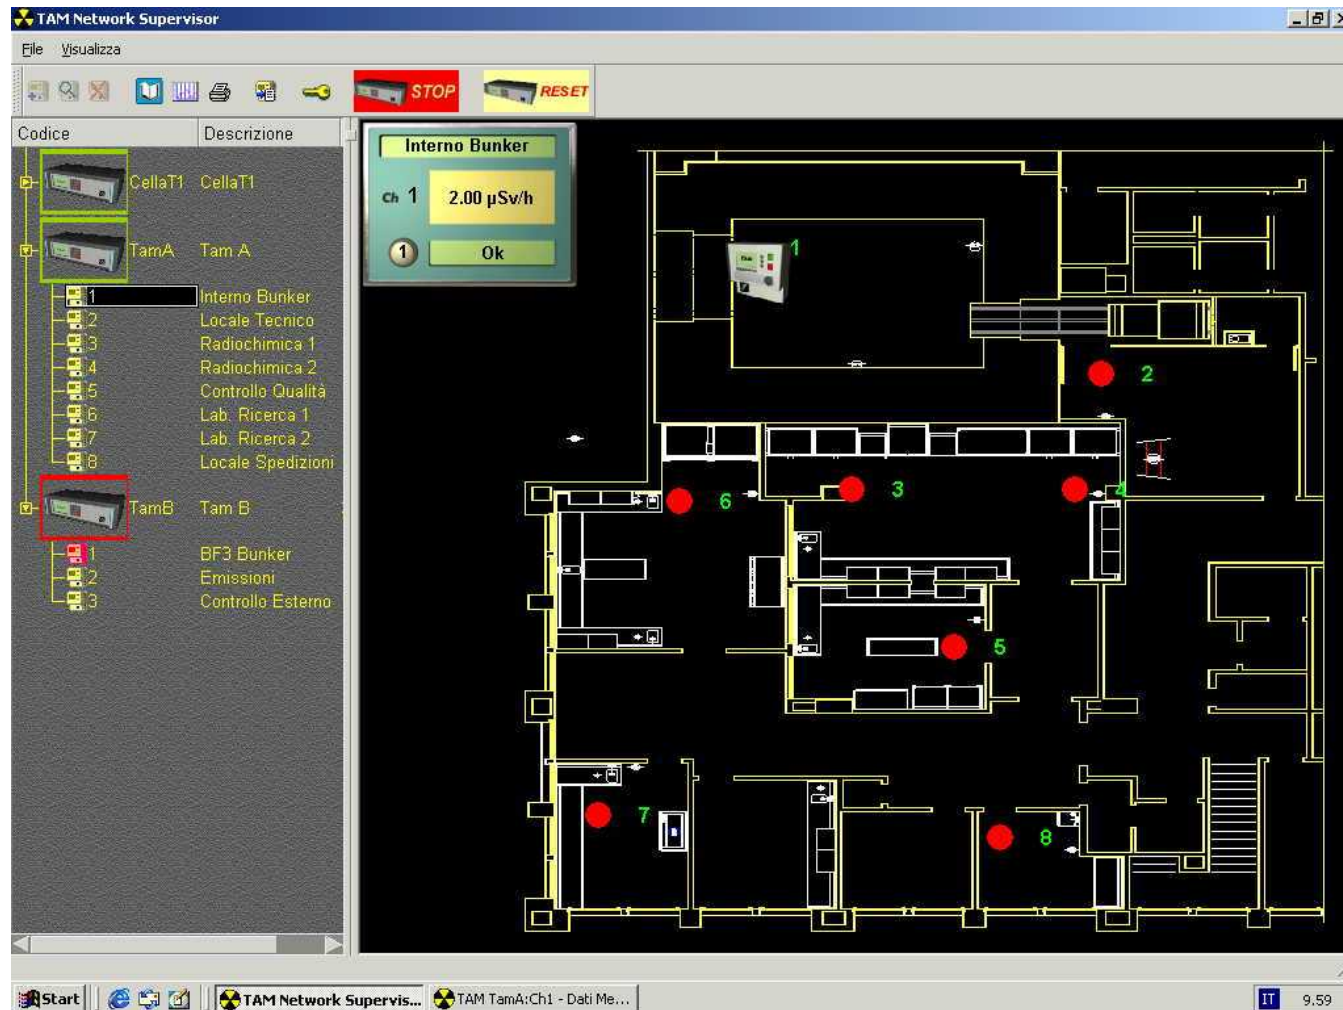 TAM Network Supervisor
File Visualizza
STOP RESET
Codice Descrizione
CellaT1 CellaT1
TamA Tam A
1 Interno Bunker
2 Locale Tecnico
3 Radiochimica 1
4 Radiochimica 2
5 Controllo Qualità
6 Lab. Ricerca 1
7 Lab. Ricerca 2
8 Locale Spedizioni
TamB Tam B
1 BF3 Bunker
2 Emissioni
3 Controllo Esterno
Interno Bunker
Ch 1 2.00 µSv/h
1 Ok
1
2
3
4
6
5
7
8
Start TAM Network Supervis... TAM TamA:Ch1 - Dati Me... IT 9.59